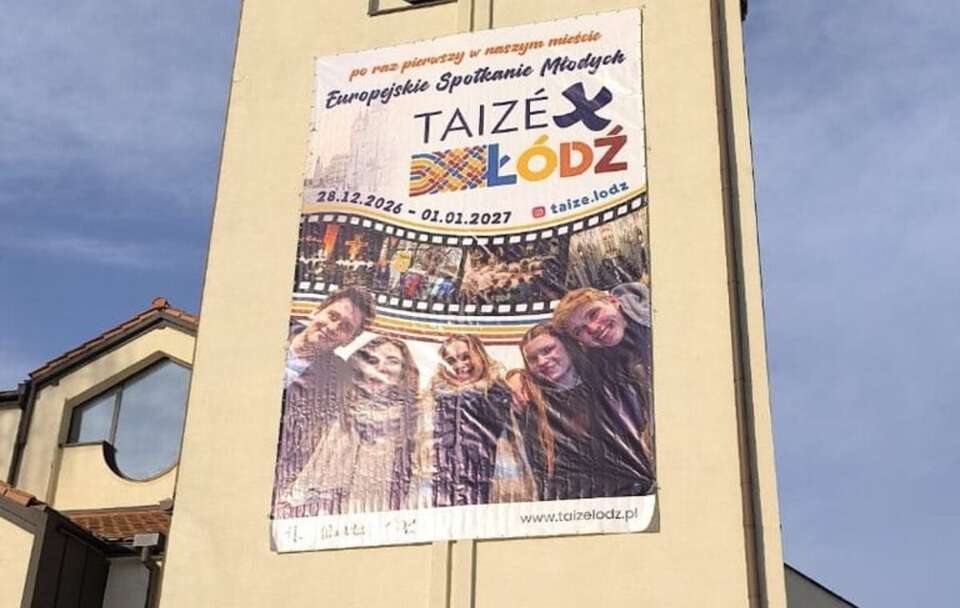 po raz pierwszy w naszym mieście
Europejskie Spotkanie Młodych
TAIZÉ X
ŁÓDŹ
28.12.2026 - 01.01.2027 taize.lodz
www.taizelodz.pl